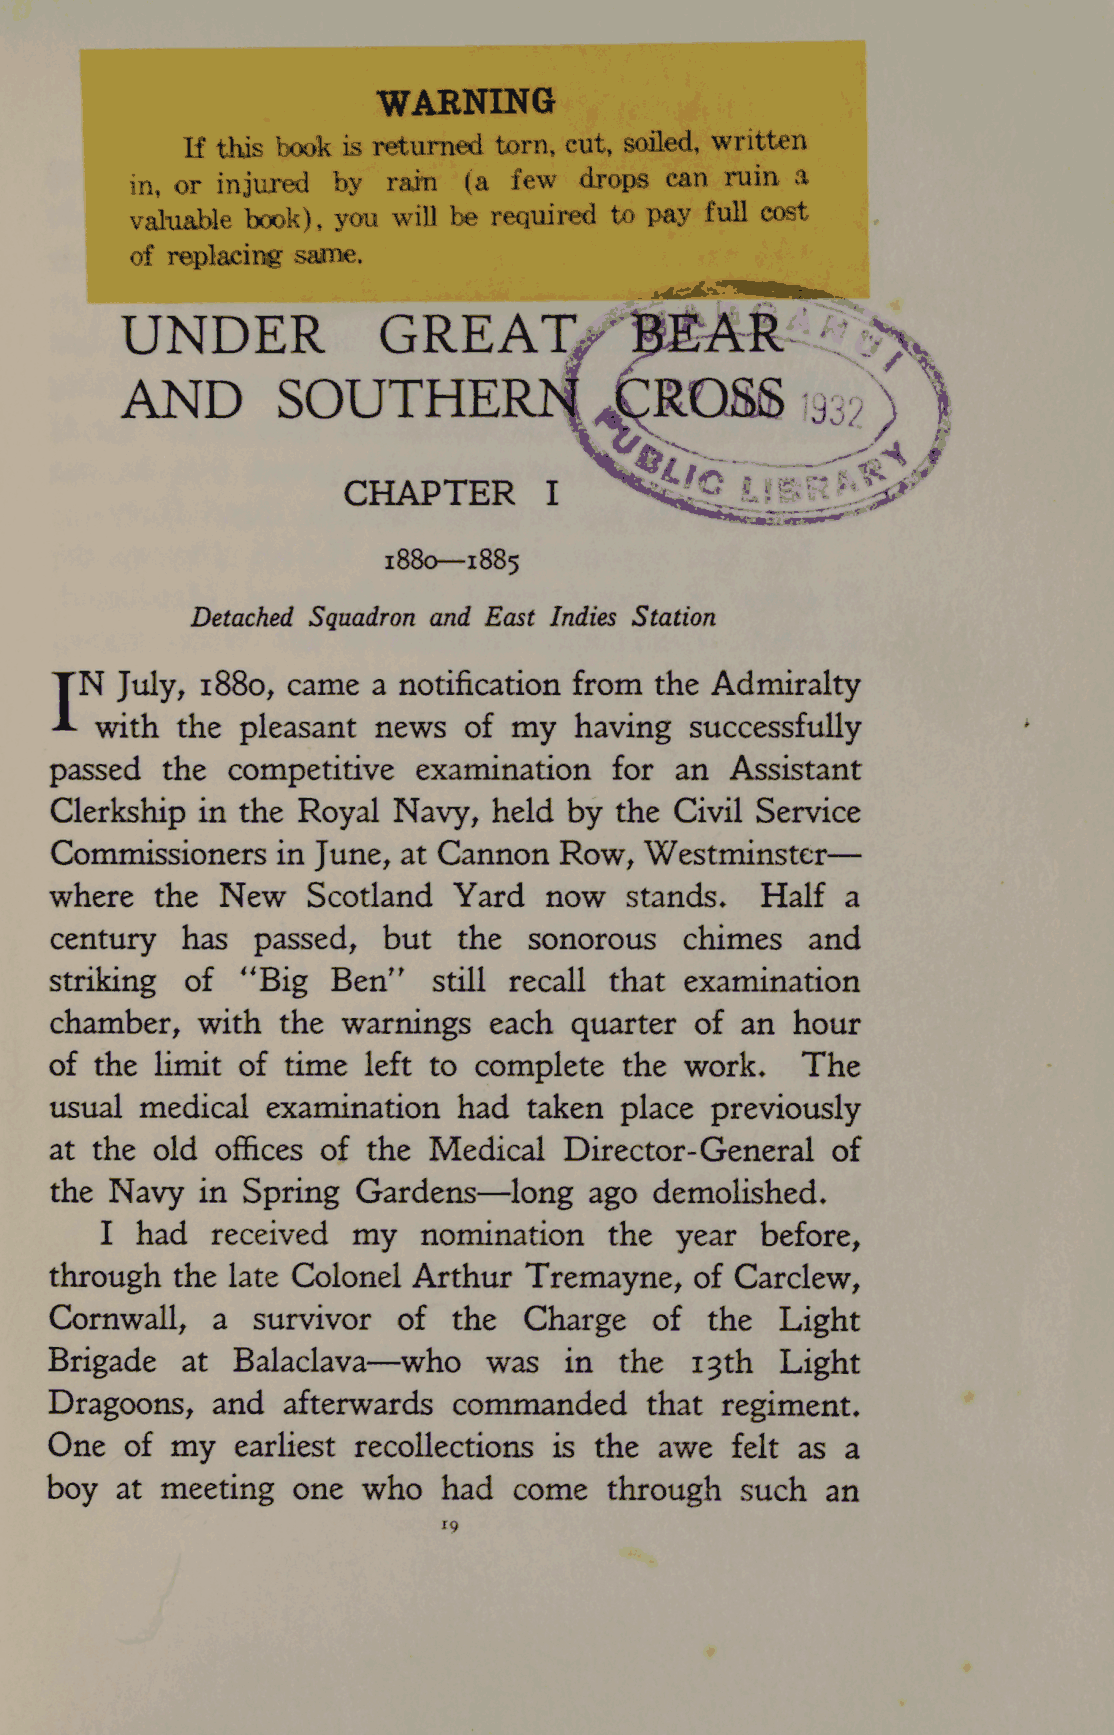 WARNING
If this book is returned torn, cut, soiled, written
in, or injured by rain (a few drops can ruin a
valuable book), you will be required to pay full cost
of replacing same.
UNDER GREAT BEAR
AND SOUTHERN CROSS
WANGANUI
1932
PUBLIC LIBRARY
CHAPTER I
1880—1885
Detached Squadron and East Indies Station
IN July, 1880, came a notification from the Admiralty
with the pleasant news of my having successfully
passed the competitive examination for an Assistant
Clerkship in the Royal Navy, held by the Civil Service
Commissioners in June, at Cannon Row, Westminster—
where the New Scotland Yard now stands. Half a
century has passed, but the sonorous chimes and
striking of "Big Ben" still recall that examination
chamber, with the warnings each quarter of an hour
of the limit of time left to complete the work. The
usual medical examination had taken place previously
at the old offices of the Medical Director-General of
the Navy in Spring Gardens—long ago demolished.
I had received my nomination the year before,
through the late Colonel Arthur Tremayne, of Carclew,
Cornwall, a survivor of the Charge of the Light
Brigade at Balaclava—who was in the 13th Light
Dragoons, and afterwards commanded that regiment.
One of my earliest recollections is the awe felt as a
boy at meeting one who had come through such an
19